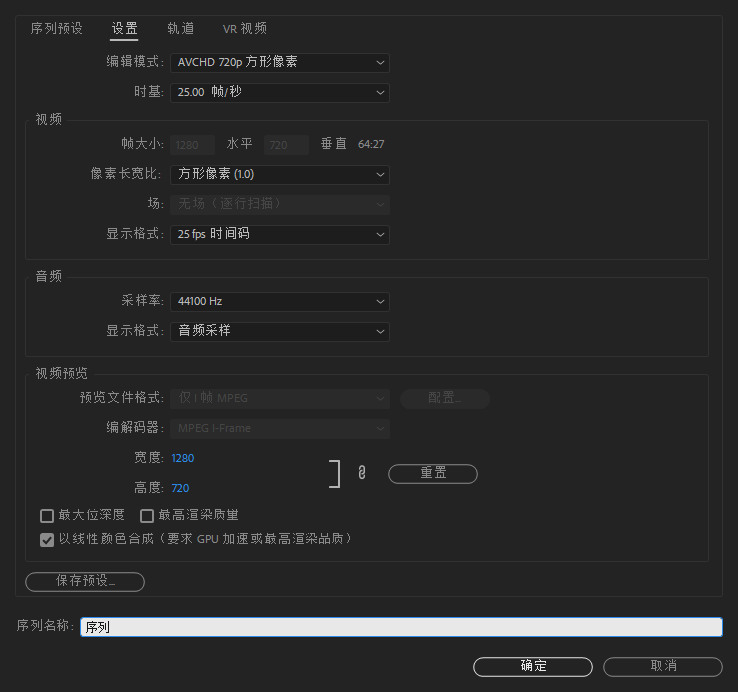 序列预设 设置 轨道 VR 视频
编辑模式: AVCHD 720p 方形像素
时基: 25.00 帧/秒
视频
帧大小: 1280 水平 720 垂直 64:27
像素长宽比: 方形像素 (1.0)
场: 无场（逐行扫描）
显示格式: 25 fps 时间码
音频
采样率: 44100 Hz
显示格式: 音频采样
视频预览
预览文件格式: 仅 I 帧 MPEG 配置...
编解码器: MPEG I-Frame
宽度: 1280
高度: 720
重置
最大位深度 最高渲染质量
以线性颜色合成（要求 GPU 加速或最高渲染品质）
保存预设...
序列名称: 序列
确定 取消